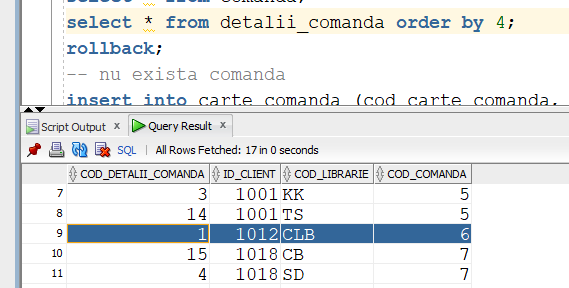 select * from comanda;
select * from detalii_comanda order by 4;
rollback;
-- nu exista comanda
insert into carte_comanda (cod_carte_comanda,
Script Output x Query Result x
SQL | All Rows Fetched: 17 in 0 seconds
COD_DETALII_COMANDA ID_CLIENT COD_LIBRARIE COD_COMANDA
7 3 1001 KK 5
8 14 1001 TS 5
9 1 1012 CLB 6
10 15 1018 CB 7
11 4 1018 SD 7